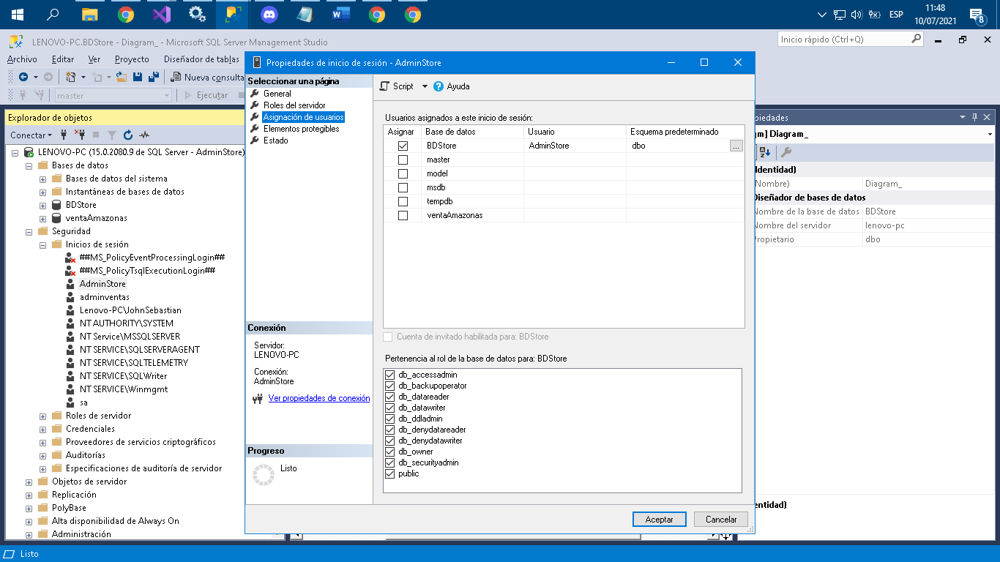 11:48
ESP
10/07/2021
8
LENOVO-PC.BDStore - Diagram_ - Microsoft SQL Server Management Studio
Inicio rápido (Ctrl+Q)
Archivo Editar Ver Proyecto Diseñador de tablas
Nueva consulta
master
Ejecutar
Explorador de objetos
Conectar
LENOVO-PC (15.0.2080.9 de SQL Server - AdminStore)
Bases de datos
Bases de datos del sistema
Instantáneas de bases de datos
BDStore
ventaAmazonas
Seguridad
Inicios de sesión
##MS_PolicyEventProcessingLogin##
##MS_PolicyTsqlExecutionLogin##
AdminStore
adminventas
Lenovo-PC\JohnSebastian
NT AUTHORITY\SYSTEM
NT Service\MSSQLSERVER
NT SERVICE\SQLSERVERAGENT
NT SERVICE\SQLTELEMETRY
NT SERVICE\SQLWriter
NT SERVICE\Winmgmt
sa
Roles de servidor
Credenciales
Proveedores de servicios criptográficos
Auditorías
Especificaciones de auditoría de servidor
Objetos de servidor
Replicación
PolyBase
Alta disponibilidad de Always On
Administración
Propiedades de inicio de sesión - AdminStore
Seleccionar una página
General
Roles del servidor
Asignación de usuarios
Elementos protegibles
Estado
Conexión
Servidor:
LENOVO-PC
Conexión:
AdminStore
Ver propiedades de conexión
Progreso
Listo
Script Ayuda
Usuarios asignados a este inicio de sesión:
Asignar Base de datos Usuario Esquema predeterminado
BDStore AdminStore dbo ...
master
model
msdb
tempdb
ventaAmazonas
Cuenta de invitado habilitada para: BDStore
Pertenencia al rol de la base de datos para: BDStore
db_accessadmin
db_backupoperator
db_datareader
db_datawriter
db_ddladmin
db_denydatareader
db_denydatawriter
db_owner
db_securityadmin
public
Aceptar Cancelar
piedades
gm] Diagram_
Identidad)
Nombre) Diagram_
Diseñador de bases de datos
Nombre de la base de datos BDStore
Nombre del servidor lenovo-pc
Propietario dbo
entidad)
Listo